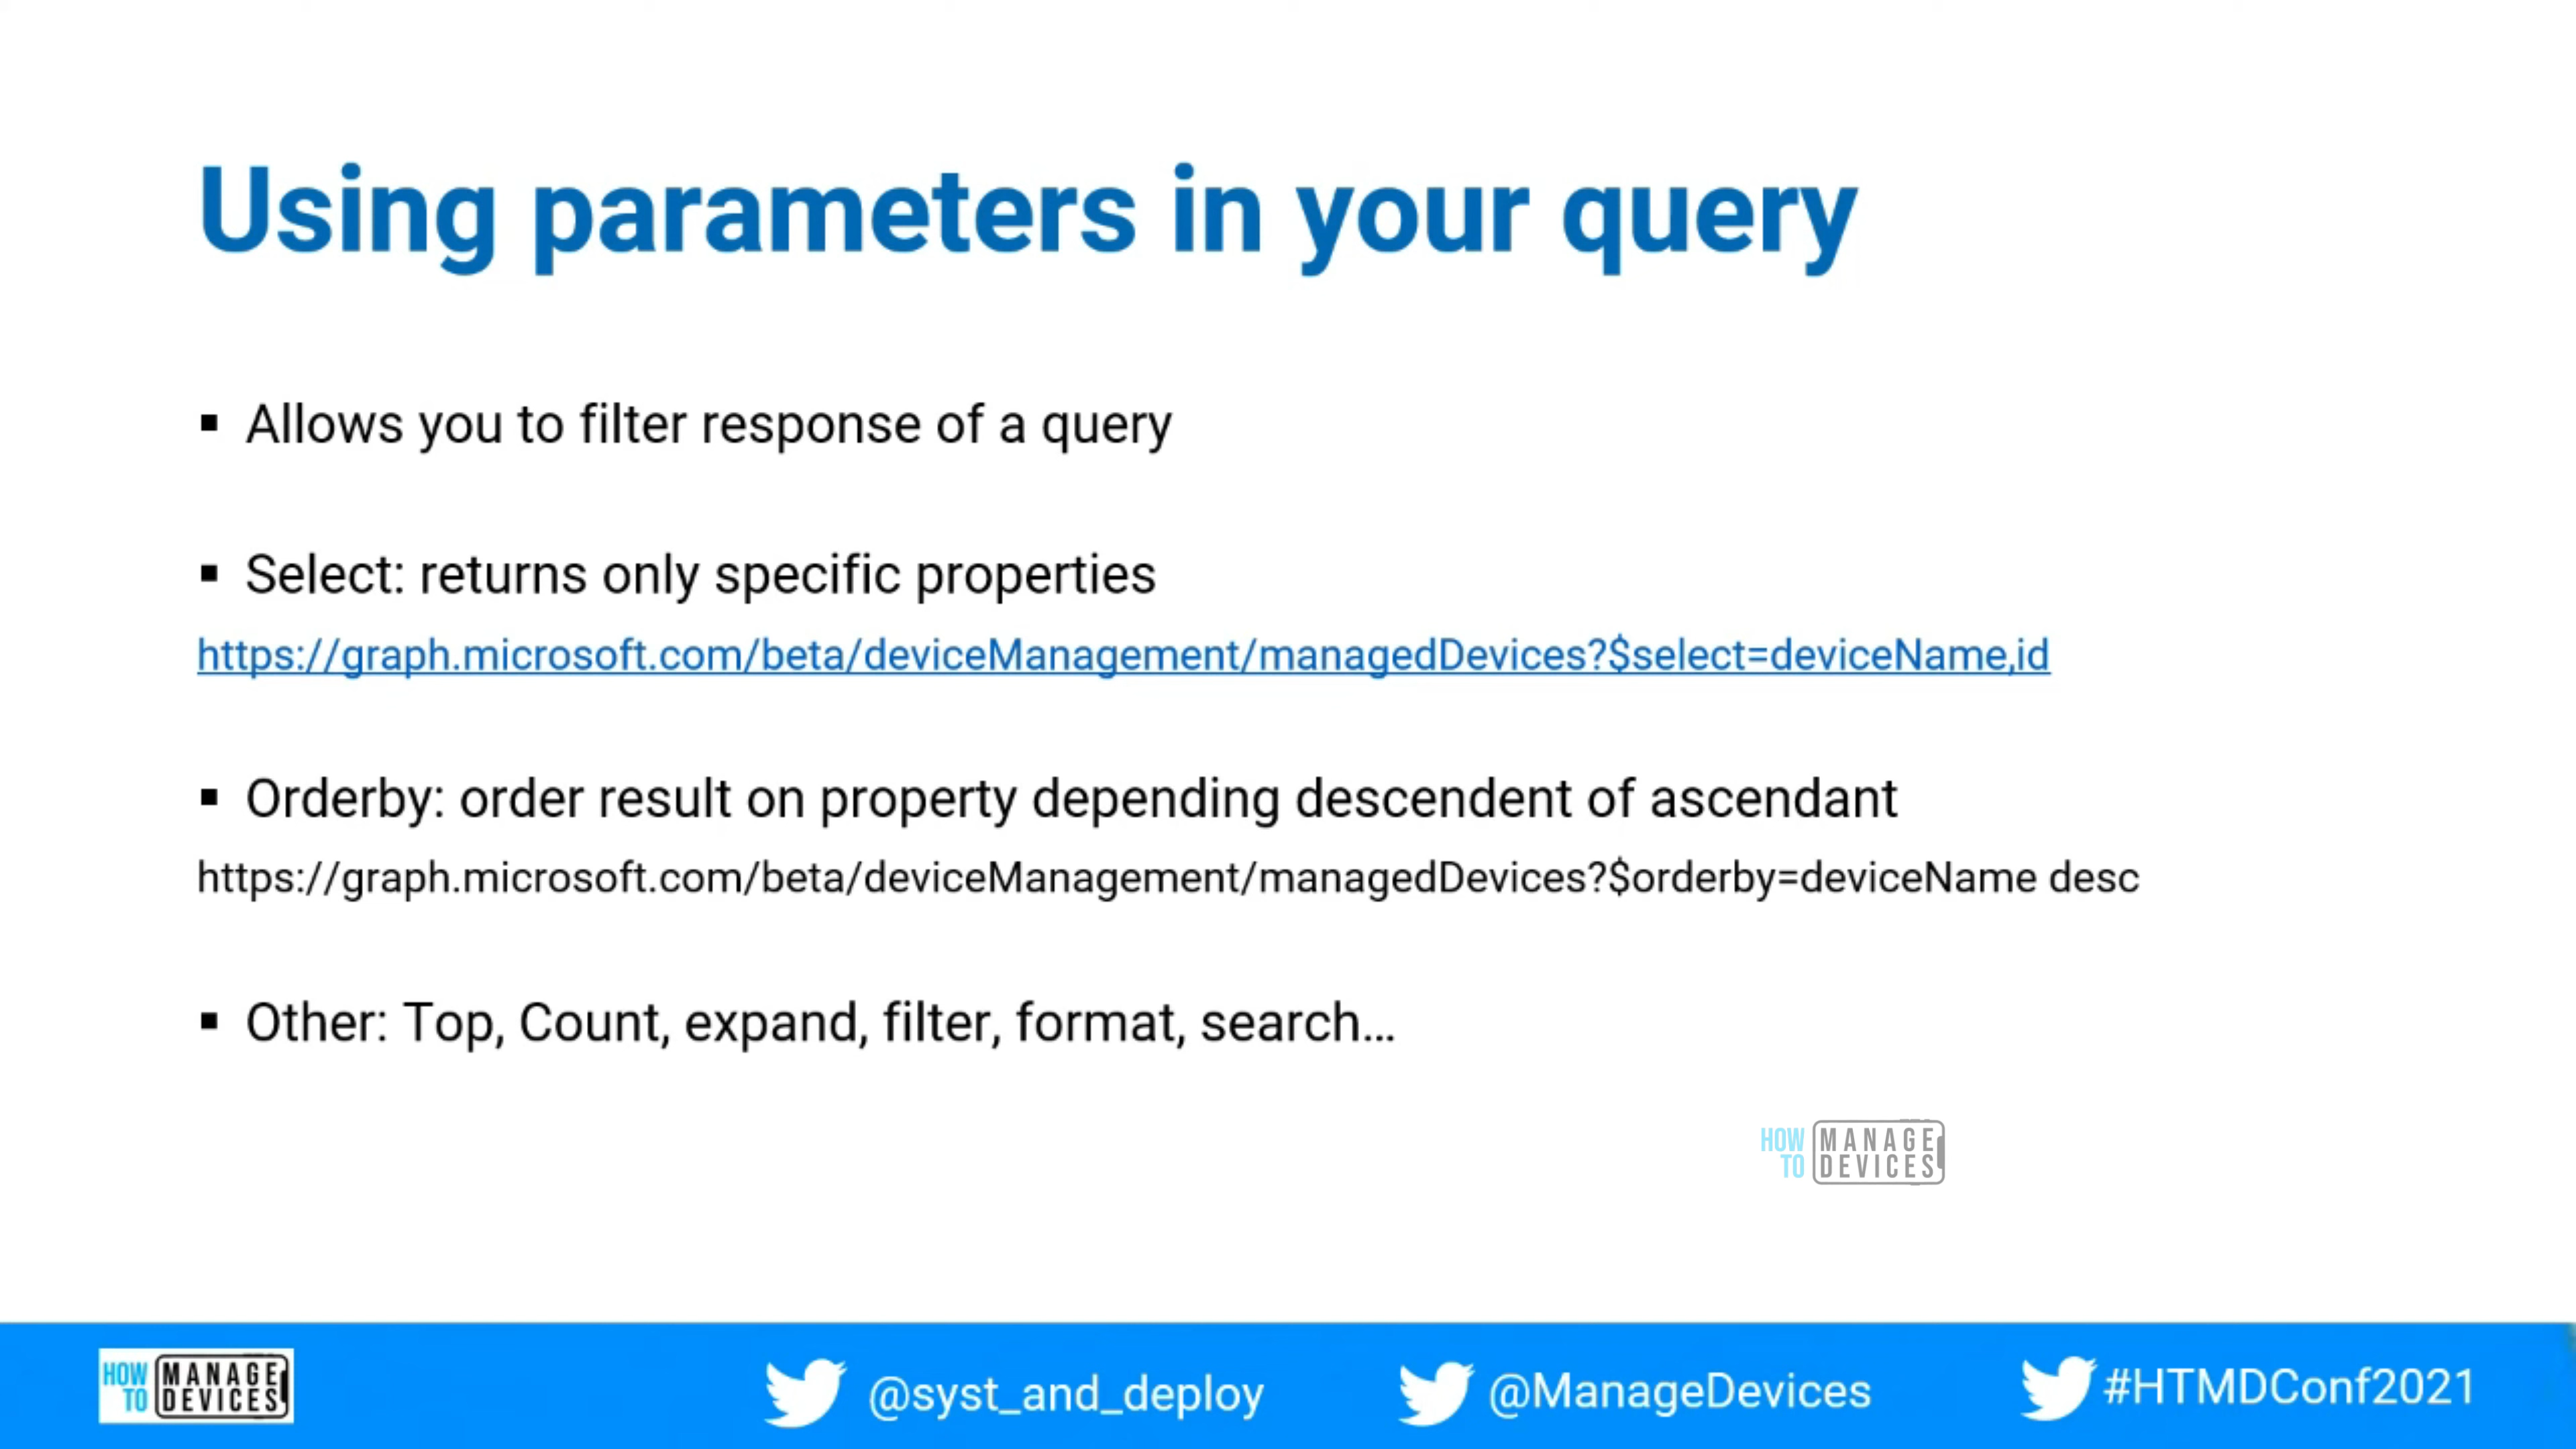 Using parameters in your query
▪ Allows you to filter response of a query
▪ Select: returns only specific properties
https://graph.microsoft.com/beta/deviceManagement/managedDevices?$select=deviceName,id
▪ Orderby: order result on property depending descendent of ascendant
https://graph.microsoft.com/beta/deviceManagement/managedDevices?$orderby=deviceName desc
▪ Other: Top, Count, expand, filter, format, search…
HOW MANAGE
TO DEVICES
HOW MANAGE
TO DEVICES
@syst_and_deploy
@ManageDevices
#HTMDConf2021